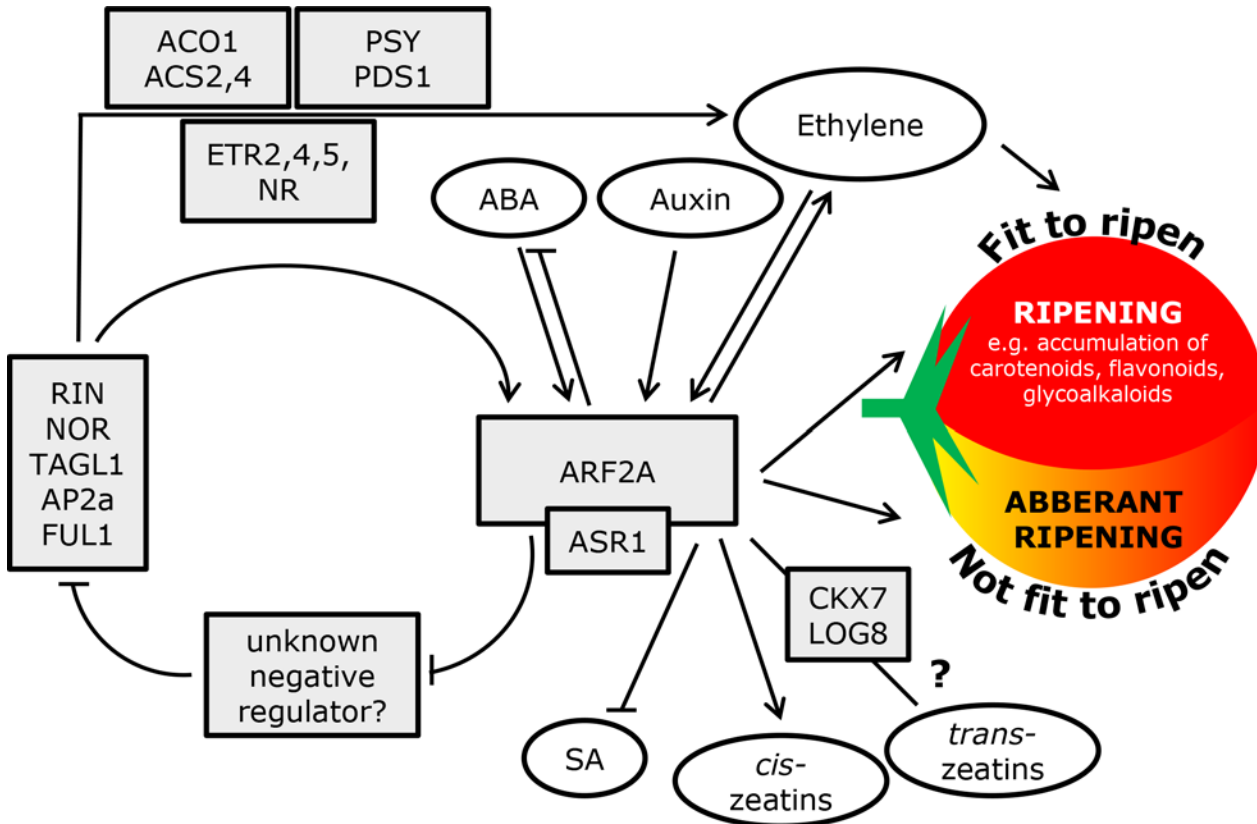 ACO1
ACS2,4
PSY
PDS1
ETR2,4,5,
NR
ABA
Auxin
Ethylene
Fit to ripen
RIPENING
e.g. accumulation of
carotenoids, flavonoids,
glycoalkaloids
ABBERANT
RIPENING
Not fit to ripen
RIN
NOR
TAGL1
AP2a
FUL1
ARF2A
ASR1
CKX7
LOG8
?
unknown
negative
regulator?
SA
cis-
zeatins
trans-
zeatins